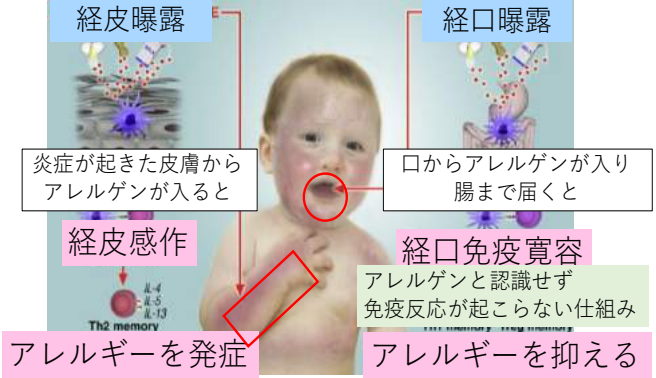 経皮曝露
経口曝露
炎症が起きた皮膚から
アレルゲンが入ると
口からアレルゲンが入り
腸まで届くと
経皮感作
経口免疫寛容
アレルゲンと認識せず
免疫反応が起こらない仕組み
IL-4
IL-5
IL-13
Th2 memory
アレルギーを発症
アレルギーを抑える